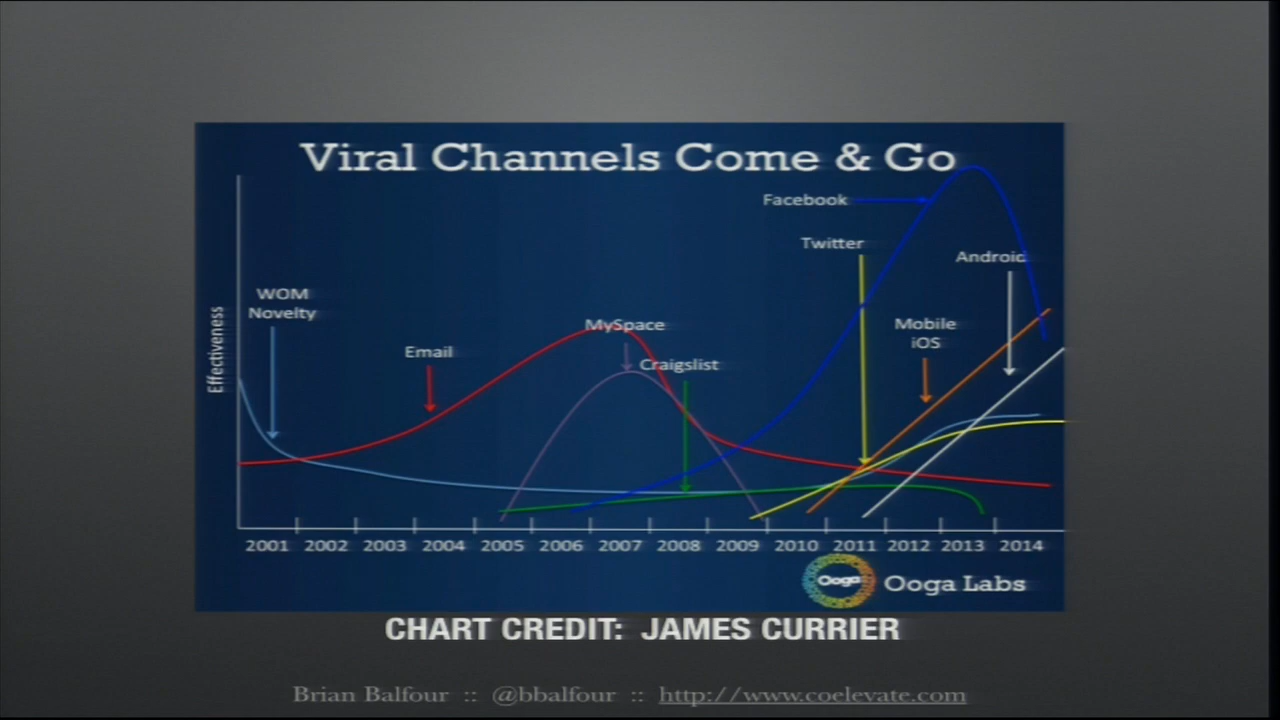 Viral Channels Come & Go
Facebook
Twitter
Android
WOM
Novelty
MySpace
Mobile
iOS
Email
Craigslist
Effectiveness
2001 2002 2003 2004 2005 2006 2007 2008 2009 2010 2011 2012 2013 2014
Ooga
Ooga Labs
CHART CREDIT: JAMES CURRIER
Brian Balfour :: @bbalfour :: http://www.coelevate.com